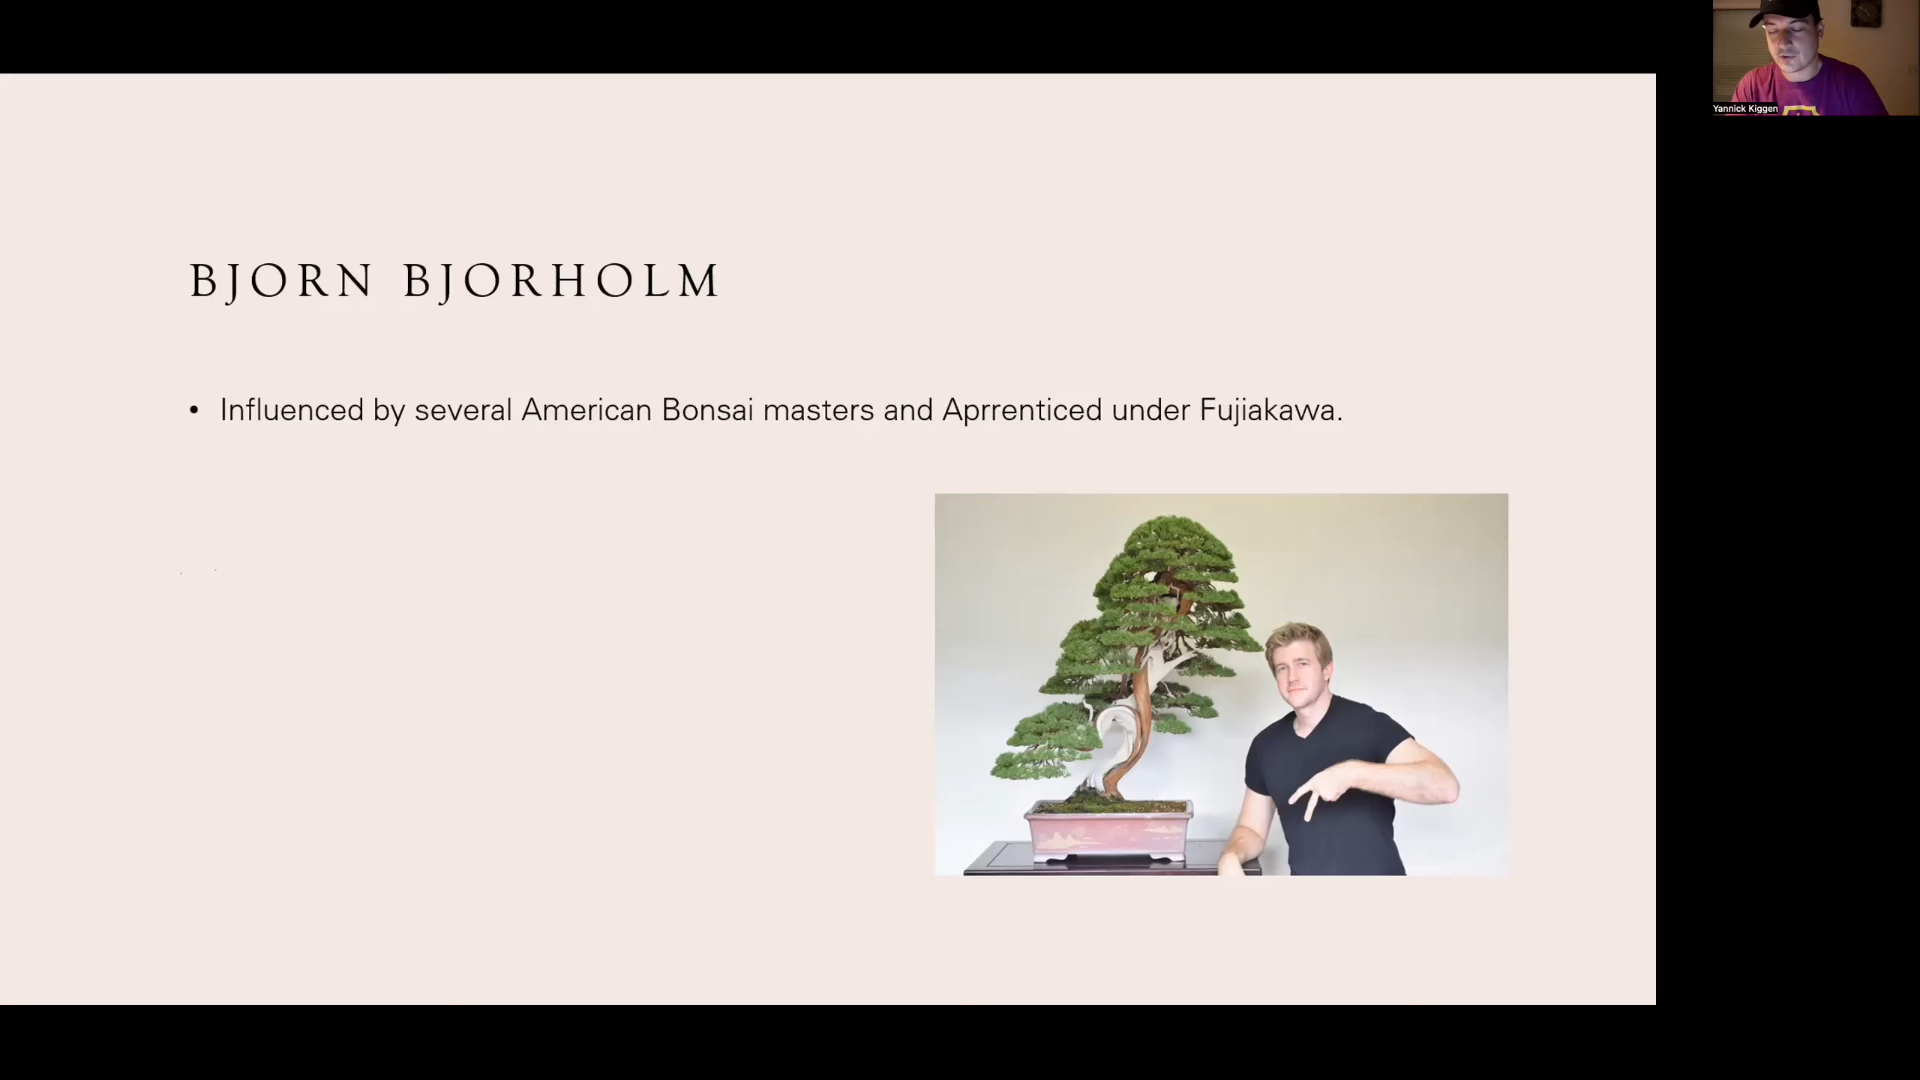 Yannick Kiggen
BJORN BJORHOLM
• Influenced by several American Bonsai masters and Aprrenticed under Fujiakawa.